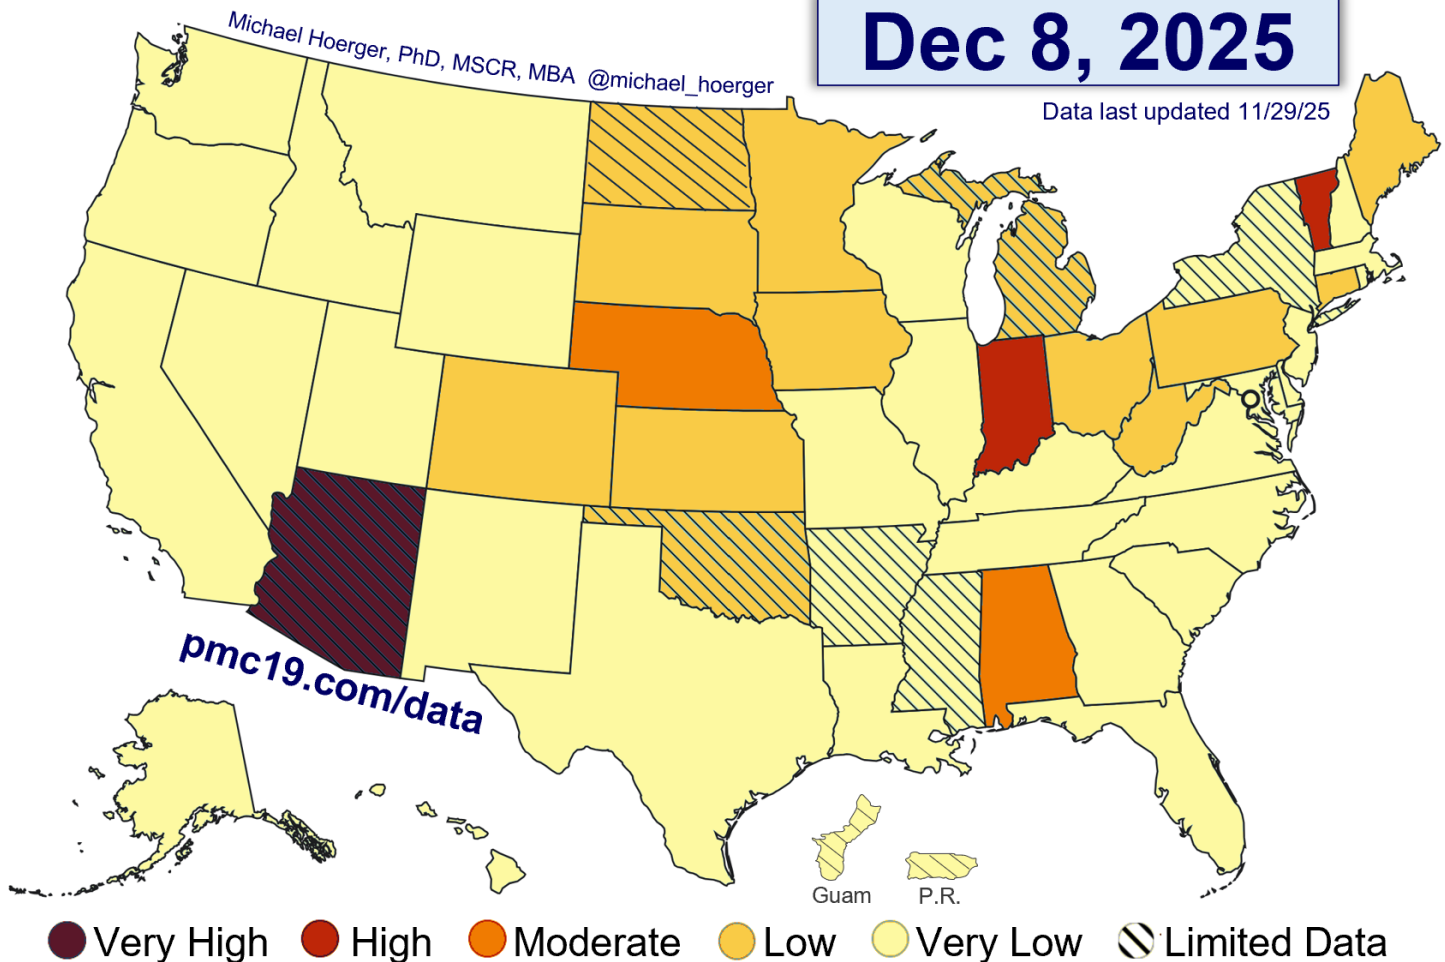 Dec 8, 2025
Michael Hoerger, PhD, MSCR, MBA @michael_hoerger
Data last updated 11/29/25
pmc19.com/data
Guam
P.R.
Very High
High
Moderate
Low
Very Low
Limited Data